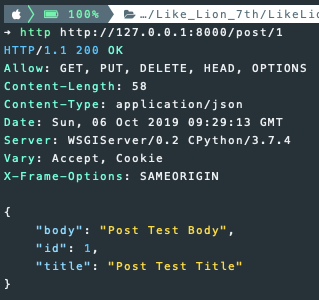 100% …/Like_Lion_7th/LikeLio
→ http http://127.0.0.1:8000/post/1
HTTP/1.1 200 OK
Allow: GET, PUT, DELETE, HEAD, OPTIONS
Content-Length: 58
Content-Type: application/json
Date: Sun, 06 Oct 2019 09:29:13 GMT
Server: WSGIServer/0.2 CPython/3.7.4
Vary: Accept, Cookie
X-Frame-Options: SAMEORIGIN
{
"body": "Post Test Body",
"id": 1,
"title": "Post Test Title"
}